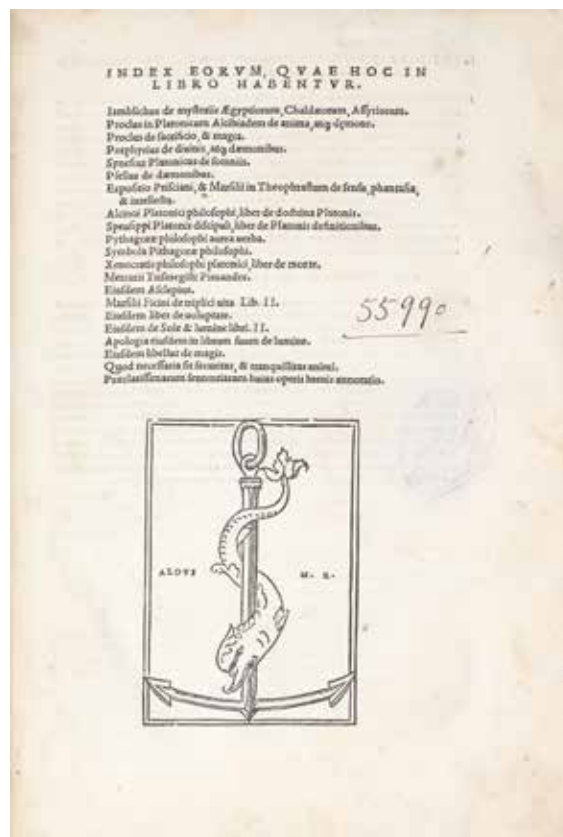 INDEX EORVM, QVAE HOC IN
LIBRO HABENTVR.
Iamblichus de mysteriis Ægyptiorum, Chaldæorum, Assyriorum.
Proclus in Platonicum Alcibiadem de anima, atq; dæmone.
Proclus de sacrificio, & magia.
Porphyrius de diuinis, atq; dæmonibus.
Synesius Platonicus de somniis.
Psellus de dæmonibus.
Expositio Prisciani, & Marsilii in Theophrastum de sensu, phantasia,
& intellectu.
Alcinoi Platonici philosophi, liber de doctrina Platonis.
Speusippi Platonis discipuli, liber de Platonis definitionibus.
Pythagoræ philosophi aurea uerba.
Symbola Pithagoræ philosophi.
Xenocratis philosophi platonici, liber de morte.
Mercurii Trismegisti Pimander.
Eiusdem Asclepius.
Marsilii Ficini de triplici uita Lib. II.
Eiusdem liber de uoluptate.
Eiusdem de Sole & lumine libri. II.
Apologia eiusdem in librum suum de lumine.
Eiusdem libellus de magis.
Quod necessaria sit securitas, & tranquillitas animi.
Præclarissimarum sententiarum huius operis breuis annotatio.
55990
ALDVS M. R.